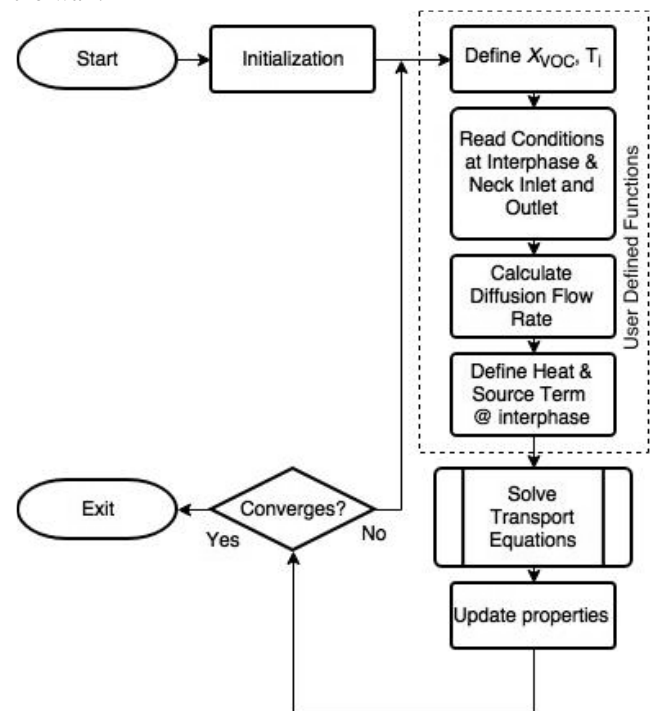 Start
Initialization
Define XVOC, Ti
Read Conditions
at Interphase &
Neck Inlet and
Outlet
Calculate
Diffusion Flow
Rate
Define Heat &
Source Term
@ interphase
User Defined Functions
Solve
Transport
Equations
Update properties
Converges?
Yes
No
Exit